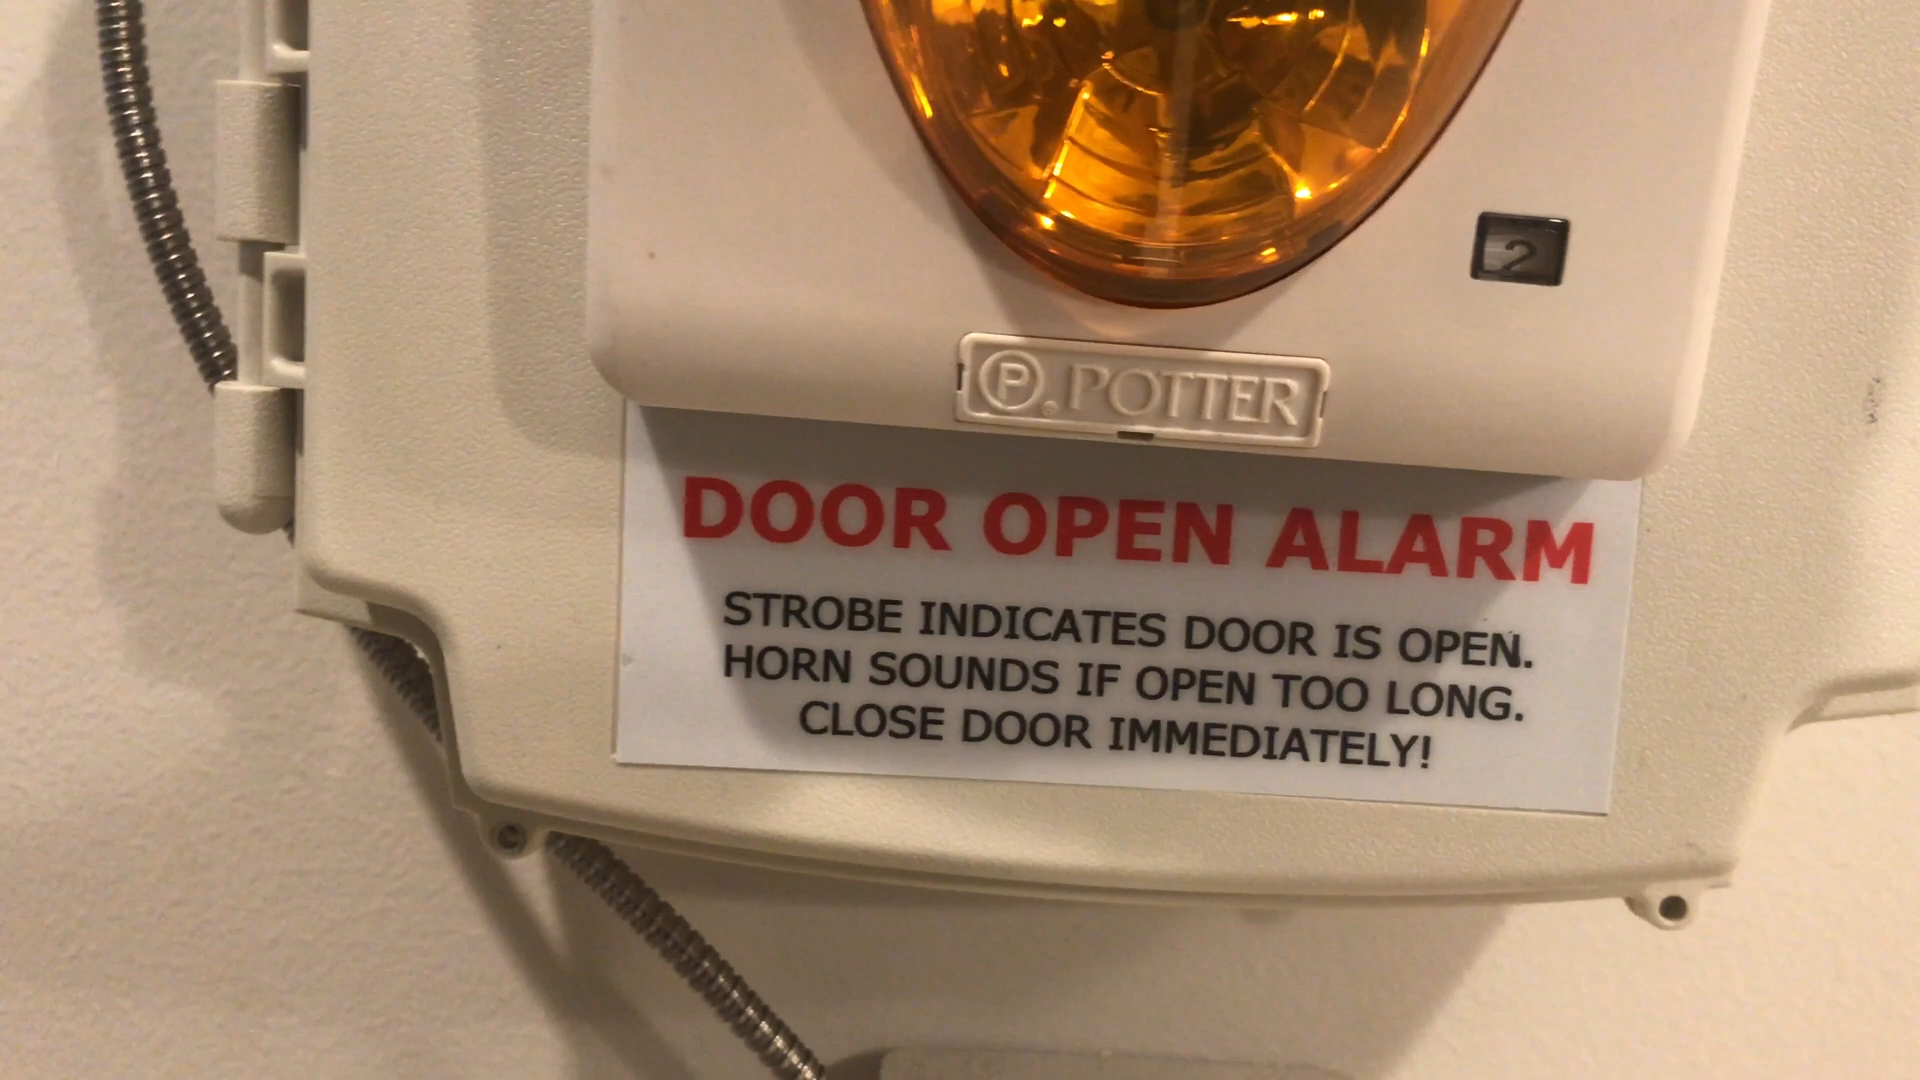 2
P. POTTER
DOOR OPEN ALARM
STROBE INDICATES DOOR IS OPEN.
HORN SOUNDS IF OPEN TOO LONG.
CLOSE DOOR IMMEDIATELY!